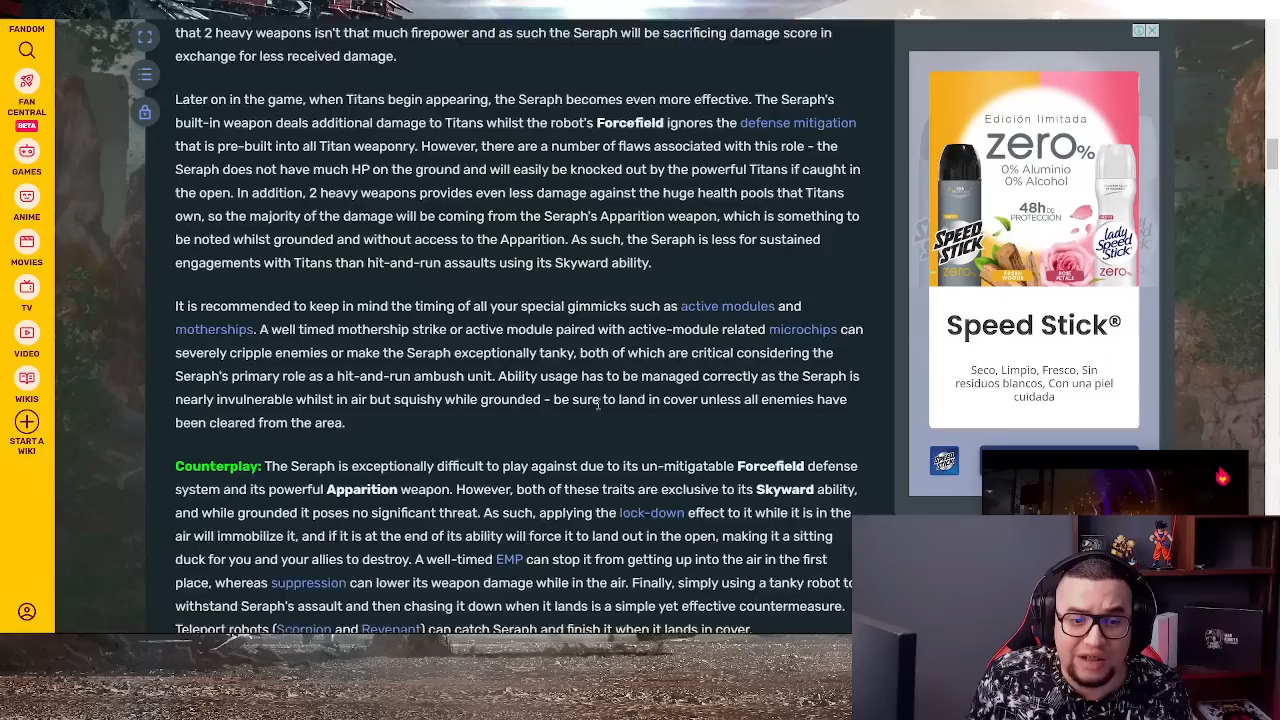 FANDOM
FAN
CENTRAL
BETA
GAMES
ANIME
MOVIES
TV
VIDEO
WIKIS
START A
WIKI
that 2 heavy weapons isn't that much firepower and as such the Seraph will be sacrificing damage score in
exchange for less received damage.
Later on in the game, when Titans begin appearing, the Seraph becomes even more effective. The Seraph's
built-in weapon deals additional damage to Titans whilst the robot's Forcefield ignores the defense mitigation
that is pre-built into all Titan weaponry. However, there are a number of flaws associated with this role - the
Seraph does not have much HP on the ground and will easily be knocked out by the powerful Titans if caught in
the open. In addition, 2 heavy weapons provides even less damage against the huge health pools that Titans
own, so the majority of the damage will be coming from the Seraph's Apparition weapon, which is something to
be noted whilst grounded and without access to the Apparition. As such, the Seraph is less for sustained
engagements with Titans than hit-and-run assaults using its Skyward ability.
It is recommended to keep in mind the timing of all your special gimmicks such as active modules and
motherships. A well timed mothership strike or active module paired with active-module related microchips can
severely cripple enemies or make the Seraph exceptionally tanky, both of which are critical considering the
Seraph's primary role as a hit-and-run ambush unit. Ability usage has to be managed correctly as the Seraph is
nearly invulnerable whilst in air but squishy while grounded - be sure to land in cover unless all enemies have
been cleared from the area.
Counterplay: The Seraph is exceptionally difficult to play against due to its un-mitigatable Forcefield defense
system and its powerful Apparition weapon. However, both of these traits are exclusive to its Skyward ability,
and while grounded it poses no significant threat. As such, applying the lock-down effect to it while it is in the
air will immobilize it, and if it is at the end of its ability will force it to land out in the open, making it a sitting
duck for you and your allies to destroy. A well-timed EMP can stop it from getting up into the air in the first
place, whereas suppression can lower its weapon damage while in the air. Finally, simply using a tanky robot to
withstand Seraph's assault and then chasing it down when it lands is a simple yet effective countermeasure.
Teleport robots (Scorpion and Revenant) can catch Seraph and finish it when it lands in cover.
Edición limitada
zero%
0% Aluminio
0% Alcohol
48h DE
PROTECCIÓN
SPEED
STICK
zero
lady
Speed
Stick
zero
ROSE
PETALS
Speed Stick®
Seco, Limpio, Fresco, Sin
residuos blancos, Con una piel
cuidada